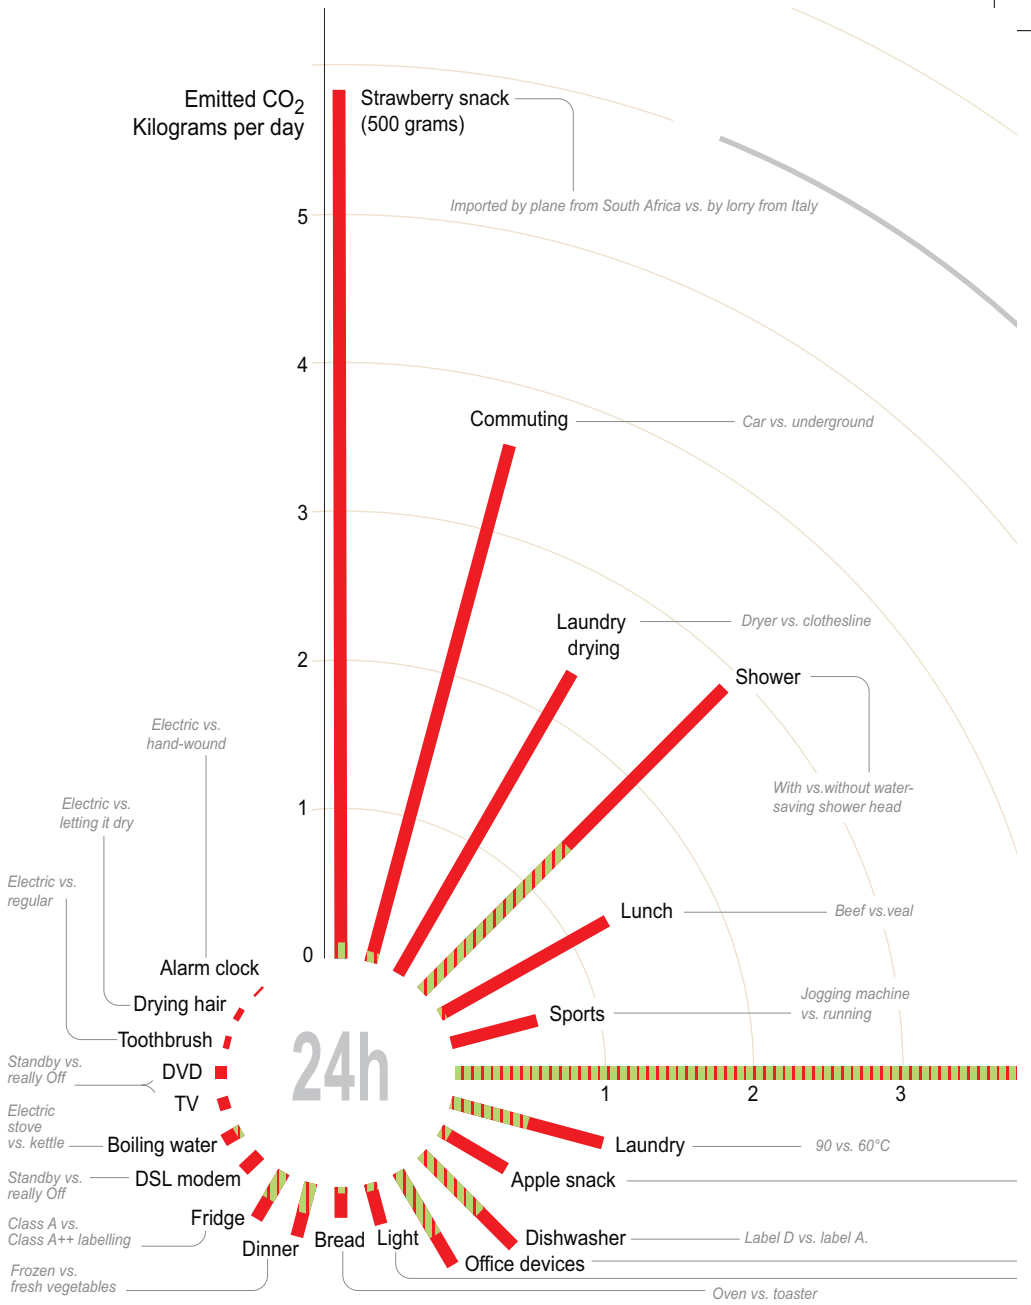 Emitted CO2
Kilograms per day
Strawberry snack
(500 grams)
Imported by plane from South Africa vs. by lorry from Italy
5
4
Commuting
Car vs. underground
3
Laundry
drying
Dryer vs. clothesline
2
Shower
Electric vs.
hand-wound
With vs.without water-
saving shower head
1
Electric vs.
letting it dry
Electric vs.
regular
Lunch
Beef vs.veal
0
Alarm clock
Drying hair
Jogging machine
vs. running
Sports
Toothbrush
24h
Standby vs.
really Off
DVD
TV
1
2
3
Electric
stove
vs. kettle
Boiling water
Laundry
90 vs. 60°C
Standby vs.
really Off
DSL modem
Apple snack
Class A vs.
Class A++ labelling
Fridge
Dinner
Bread
Light
Dishwasher
Label D vs. label A.
Office devices
Frozen vs.
fresh vegetables
Oven vs. toaster